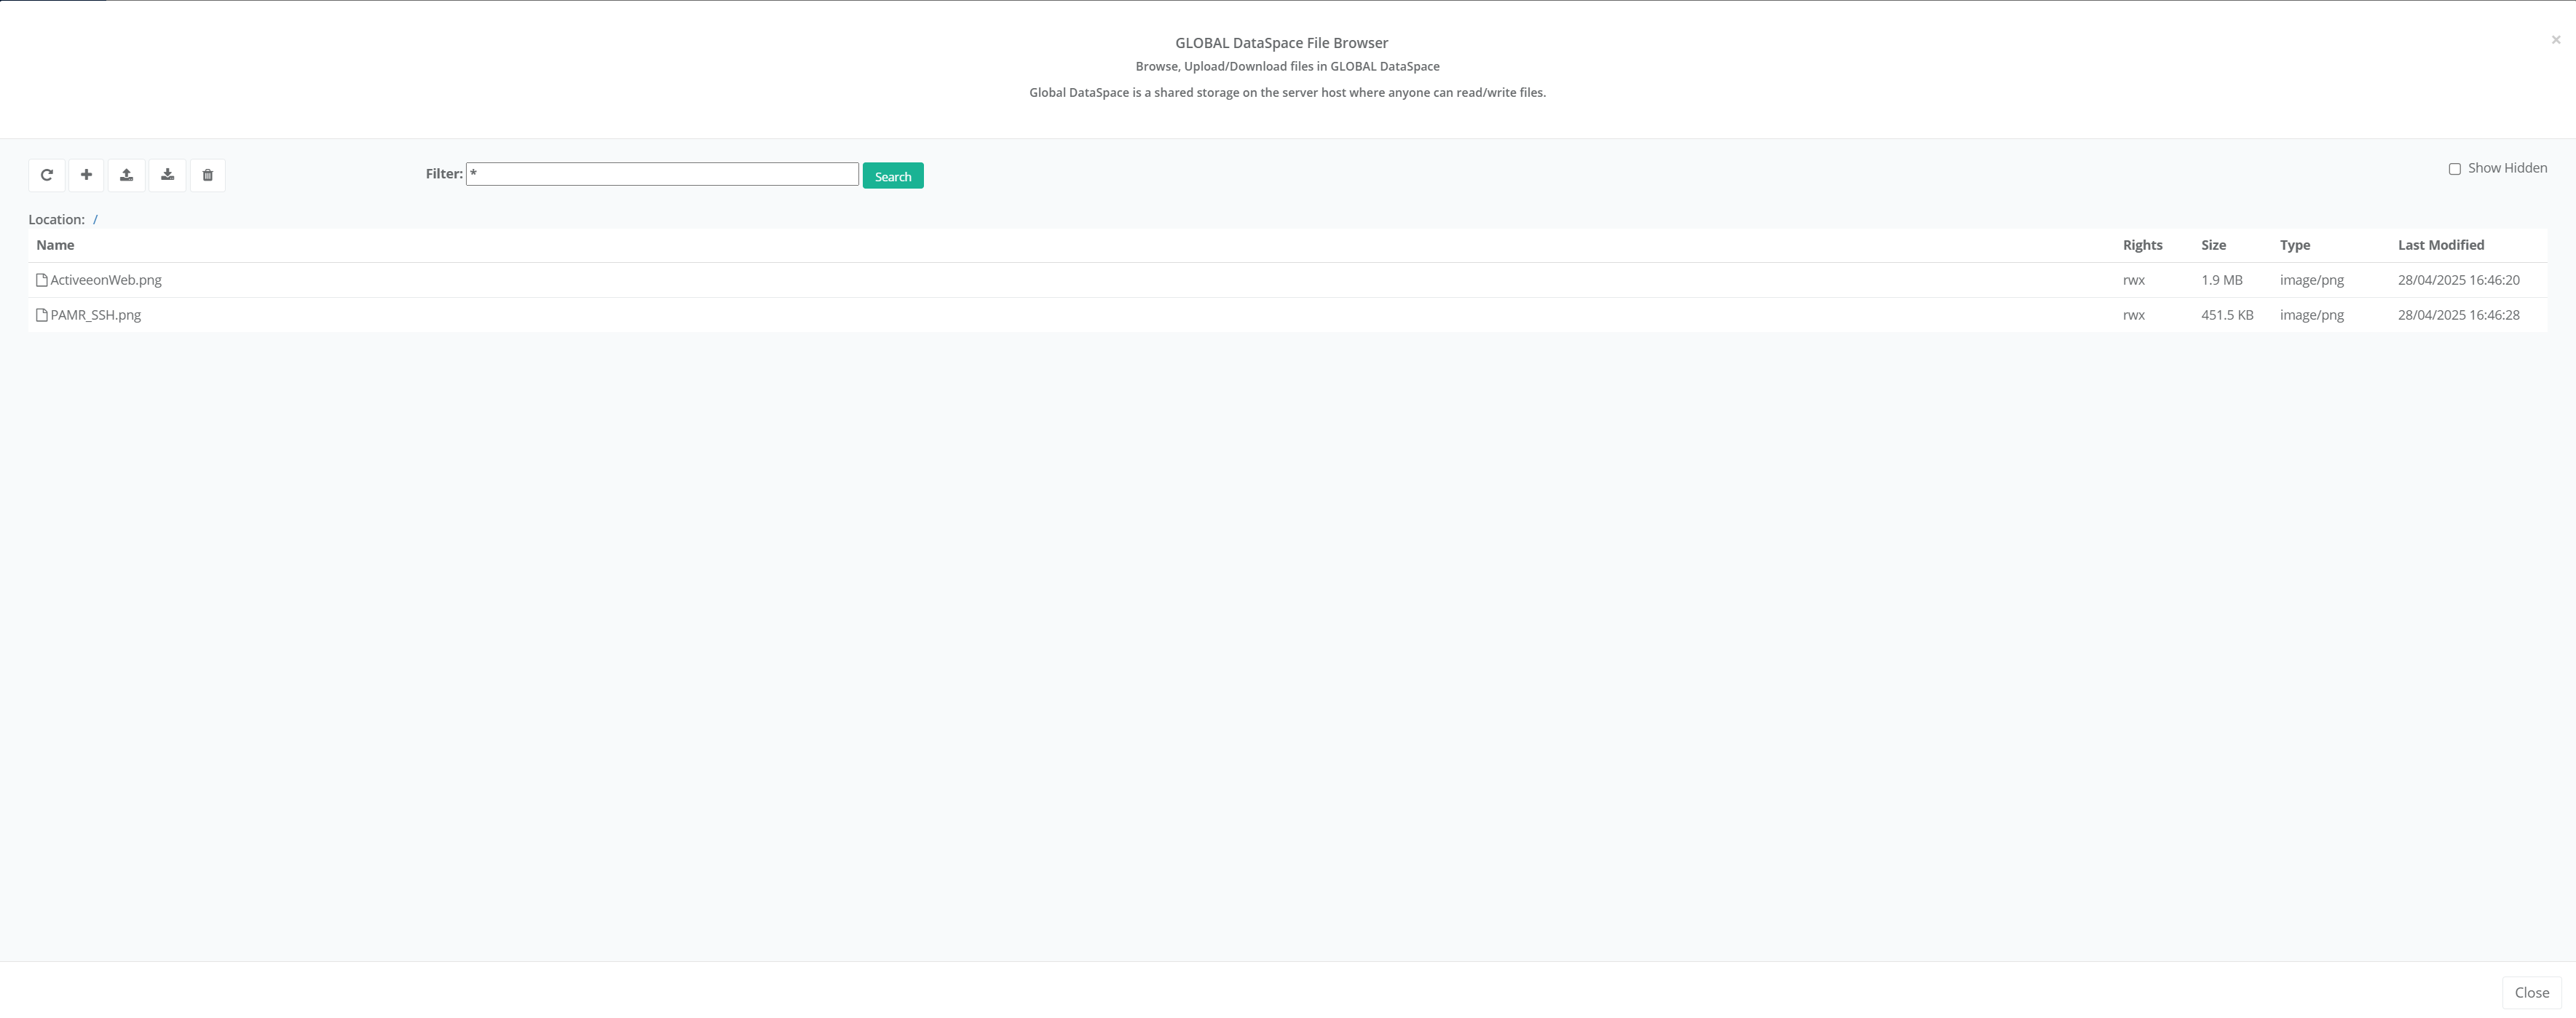 GLOBAL DataSpace File Browser
×
Browse, Upload/Download files in GLOBAL DataSpace
Global DataSpace is a shared storage on the server host where anyone can read/write files.
Filter: * Search Show Hidden
Location: /
Name Rights Size Type Last Modified
ActiveeonWeb.png rwx 1.9 MB image/png 28/04/2025 16:46:20
PAMR_SSH.png rwx 451.5 KB image/png 28/04/2025 16:46:28
Close